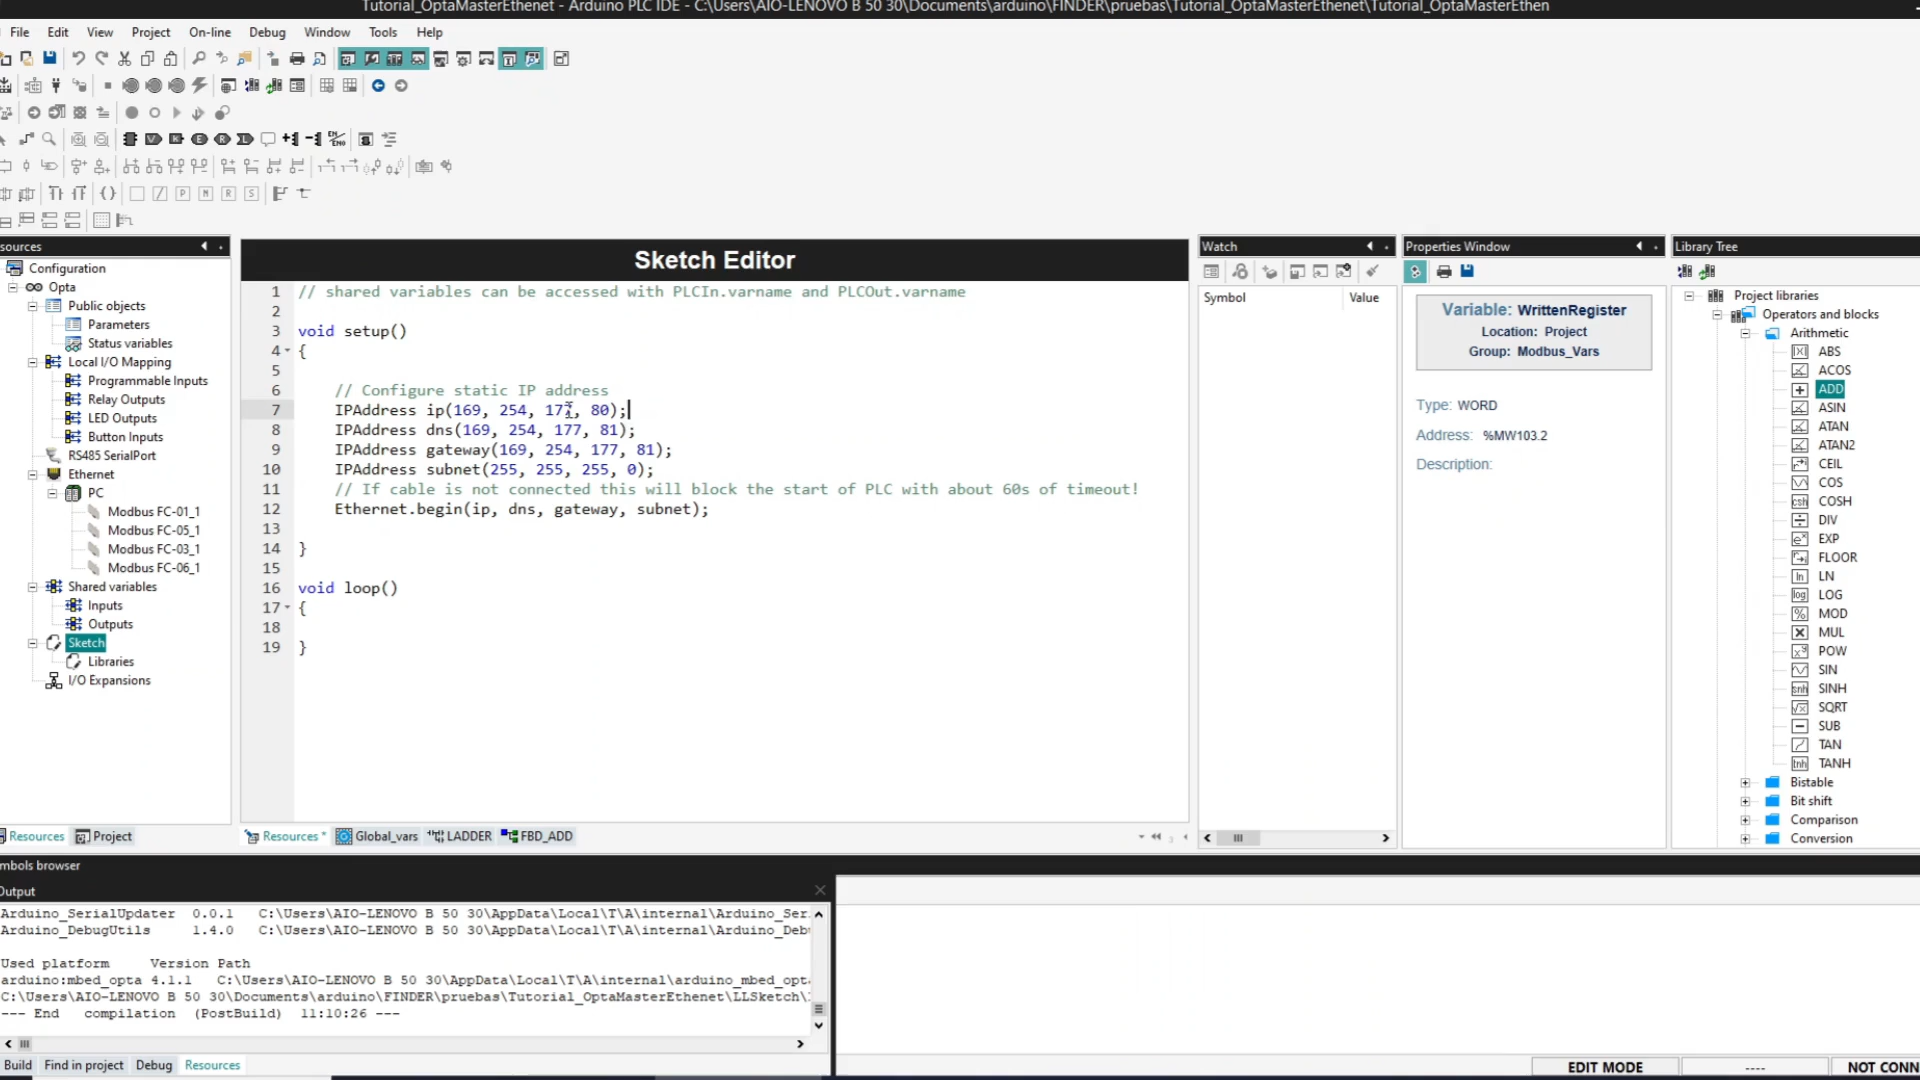 Tutorial_OptaMasterEthenet - Arduino PLC IDE - C:\Users\AIO-LENOVO B 50 30\Documents\arduino\FINDER\pruebas\Tutorial_OptaMasterEthenet\Tutorial_OptaMasterEthen
File Edit View Project On-line Debug Window Tools Help
sources
Configuration
Opta
Public objects
Parameters
Status variables
Local I/O Mapping
Programmable Inputs
Relay Outputs
LED Outputs
Button Inputs
RS485 SerialPort
Ethernet
PC
Modbus FC-01_1
Modbus FC-05_1
Modbus FC-03_1
Modbus FC-06_1
Shared variables
Inputs
Outputs
Sketch
Libraries
I/O Expansions
Resources Project
Sketch Editor
1 // shared variables can be accessed with PLCIn.varname and PLCOut.varname
2
3 void setup()
4 {
5
6 // Configure static IP address
7 IPAddress ip(169, 254, 177, 80);
8 IPAddress dns(169, 254, 177, 81);
9 IPAddress gateway(169, 254, 177, 81);
10 IPAddress subnet(255, 255, 255, 0);
11 // If cable is not connected this will block the start of PLC with about 60s of timeout!
12 Ethernet.begin(ip, dns, gateway, subnet);
13
14 }
15
16 void loop()
17 {
18
19 }
Resources * Global_vars LADDER FBD_ADD
Watch
Symbol Value
Properties Window
Variable: WrittenRegister
Location: Project
Group: Modbus_Vars
Type: WORD
Address: %MW103.2
Description:
Library Tree
Project libraries
Operators and blocks
Arithmetic
ABS
ACOS
ADD
ASIN
ATAN
ATAN2
CEIL
COS
COSH
DIV
EXP
FLOOR
LN
LOG
MOD
MUL
POW
SIN
SINH
SQRT
SUB
TAN
TANH
Bistable
Bit shift
Comparison
Conversion
mbols browser
Output
Arduino_SerialUpdater 0.0.1 C:\Users\AIO-LENOVO B 50 30\AppData\Local\T\A\internal\Arduino_Ser
Arduino_DebugUtils 1.4.0 C:\Users\AIO-LENOVO B 50 30\AppData\Local\T\A\internal\Arduino_Deb
Used platform Version Path
arduino:mbed_opta 4.1.1 C:\Users\AIO-LENOVO B 50 30\AppData\Local\T\A\internal\arduino_mbed_opt
C:\Users\AIO-LENOVO B 50 30\Documents\arduino\FINDER\pruebas\Tutorial_OptaMasterEthenet\LLSketch\
--- End compilation (PostBuild) 11:10:26 ---
Build Find in project Debug Resources
EDIT MODE ---- NOT CONN